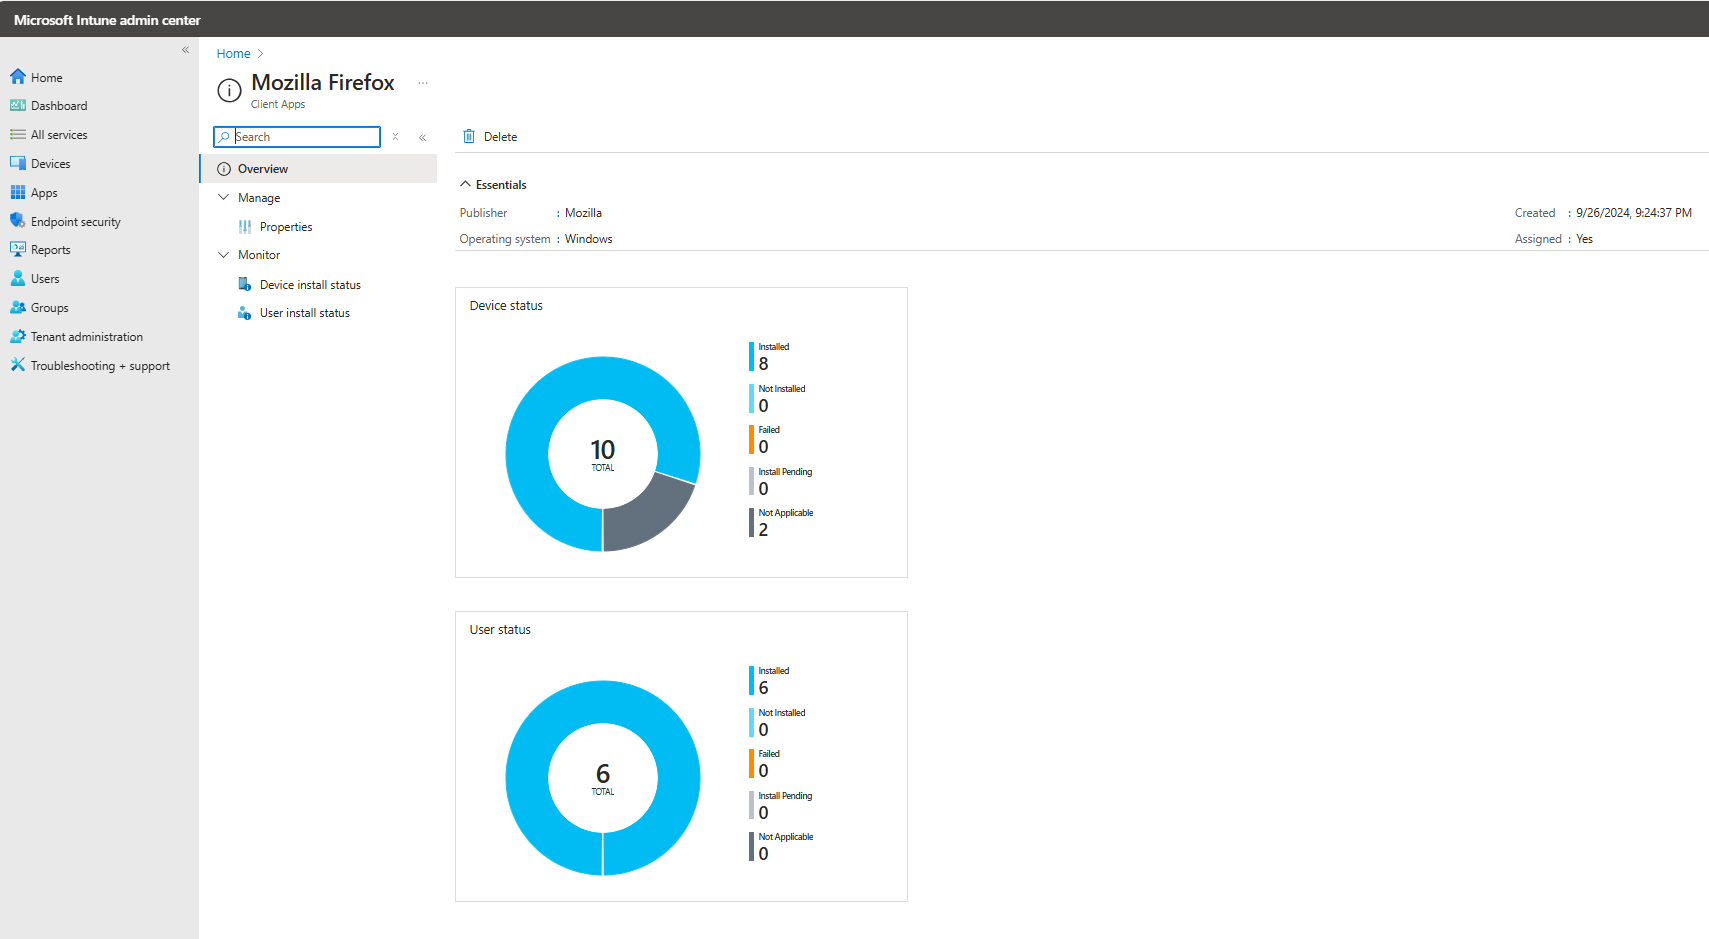 Microsoft Intune admin center
«
Home
Dashboard
All services
Devices
Apps
Endpoint security
Reports
Users
Groups
Tenant administration
Troubleshooting + support
Home >
Mozilla Firefox ...
Client Apps
Search
«
Overview
Manage
Properties
Monitor
Device install status
User install status
Delete
Essentials
Publisher : Mozilla
Operating system : Windows
Created : 9/26/2024, 9:24:37 PM
Assigned : Yes
Device status
10
TOTAL
Installed
8
Not Installed
0
Failed
0
Install Pending
0
Not Applicable
2
User status
6
TOTAL
Installed
6
Not Installed
0
Failed
0
Install Pending
0
Not Applicable
0